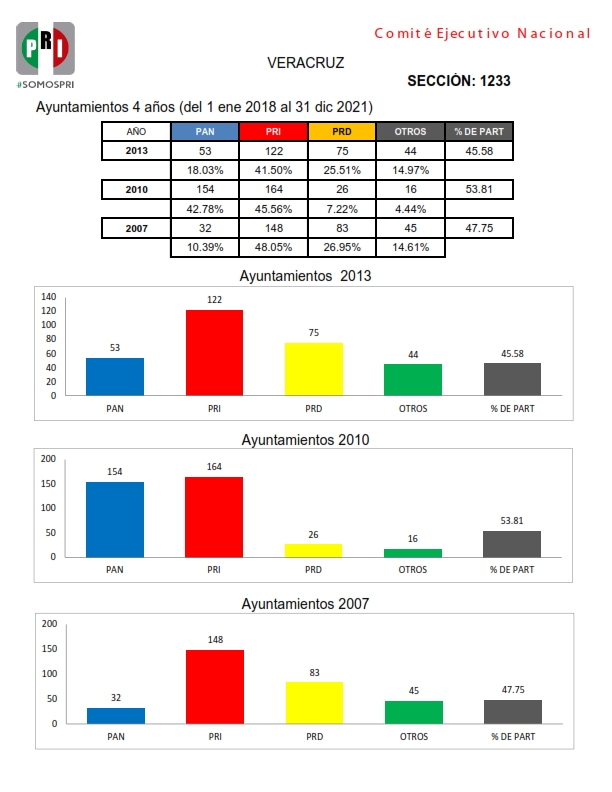 PRI
Comité Ejecutivo Nacional
#SOMOSPRI
VERACRUZ
SECCIÓN: 1233
Ayuntamientos 4 años (del 1 ene 2018 al 31 dic 2021)
AÑO PAN PRI PRD OTROS % DE PART
2013 53 122 75 44 45.58
18.03% 41.50% 25.51% 14.97%
2010 154 164 26 16 53.81
42.78% 45.56% 7.22% 4.44%
2007 32 148 83 45 47.75
10.39% 48.05% 26.95% 14.61%
Ayuntamientos 2013
140
120
100
80
60
40
20
0
53 122 75 44 45.58
PAN PRI PRD OTROS % DE PART
Ayuntamientos 2010
200
150
100
50
0
154 164 26 16 53.81
PAN PRI PRD OTROS % DE PART
Ayuntamientos 2007
200
150
100
50
0
32 148 83 45 47.75
PAN PRI PRD OTROS % DE PART